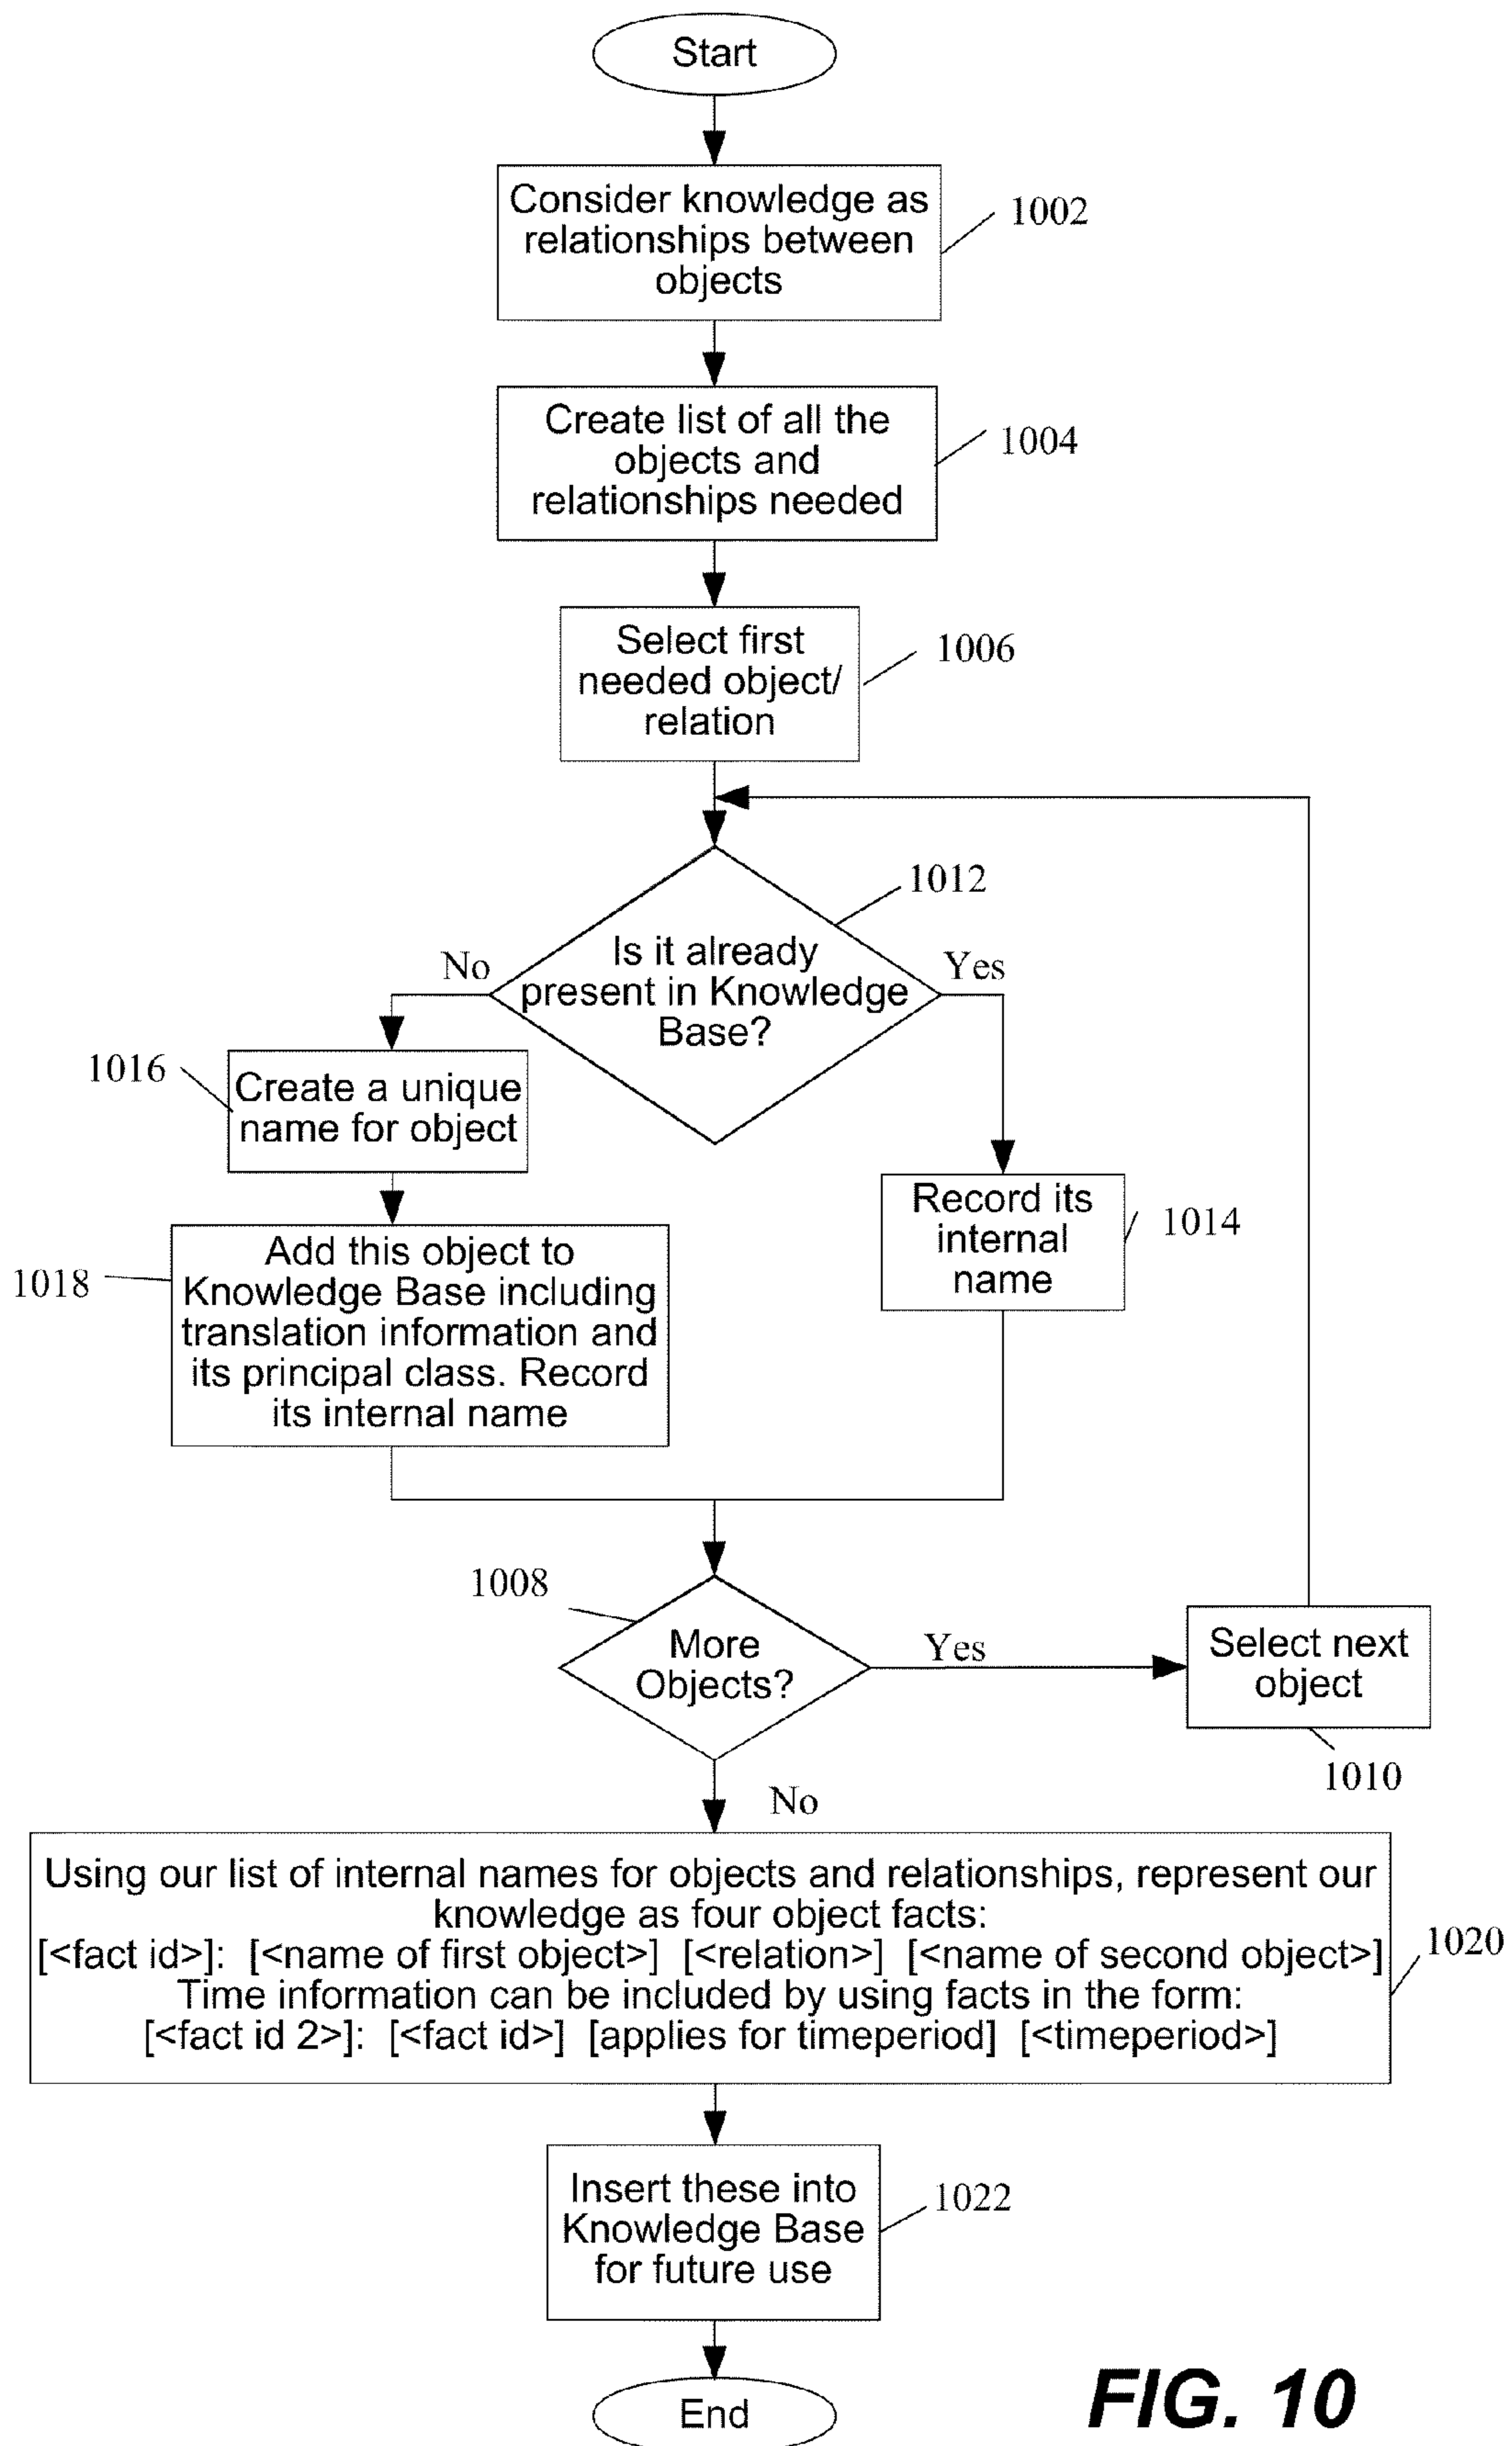 Start
Consider knowledge as
relationships between
objects
1002
Create list of all the
objects and
relationships needed
1004
Select first
needed object/
relation
1006
1012
Is it already
present in Knowledge
Base?
No
Yes
1016
Create a unique
name for object
Record its
internal
name
1014
1018
Add this object to
Knowledge Base including
translation information and
its principal class. Record
its internal name
1008
More
Objects?
Yes
Select next
object
1010
No
Using our list of internal names for objects and relationships, represent our
knowledge as four object facts:
[<fact id>]: [<name of first object>] [<relation>] [<name of second object>]
Time information can be included by using facts in the form:
[<fact id 2>]: [<fact id>] [applies for timeperiod] [<timeperiod>]
1020
Insert these into
Knowledge Base
for future use
1022
End
FIG. 10